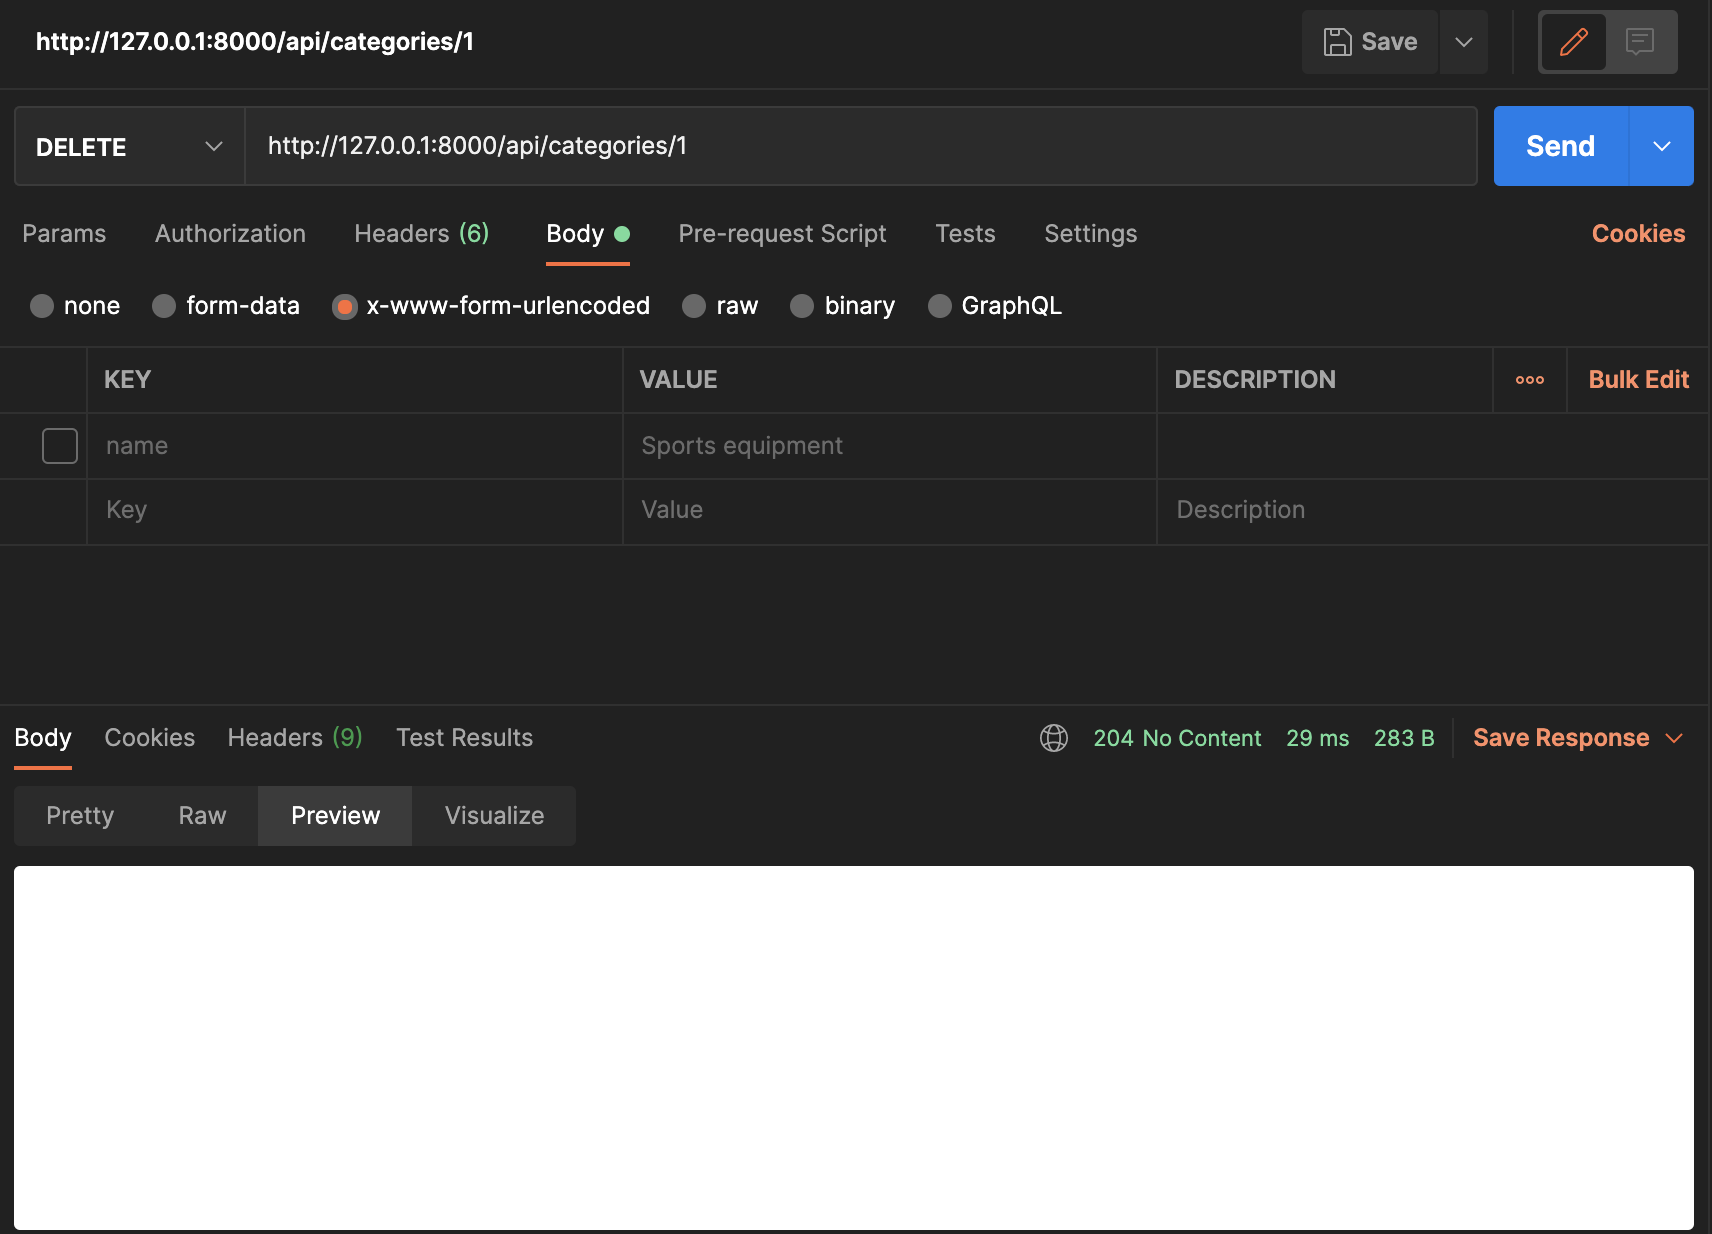 http://127.0.0.1:8000/api/categories/1 Save
DELETE http://127.0.0.1:8000/api/categories/1 Send
Params Authorization Headers (6) Body Pre-request Script Tests Settings Cookies
none form-data x-www-form-urlencoded raw binary GraphQL
KEY VALUE DESCRIPTION Bulk Edit
name Sports equipment
Key Value Description
Body Cookies Headers (9) Test Results 204 No Content 29 ms 283 B Save Response
Pretty Raw Preview Visualize